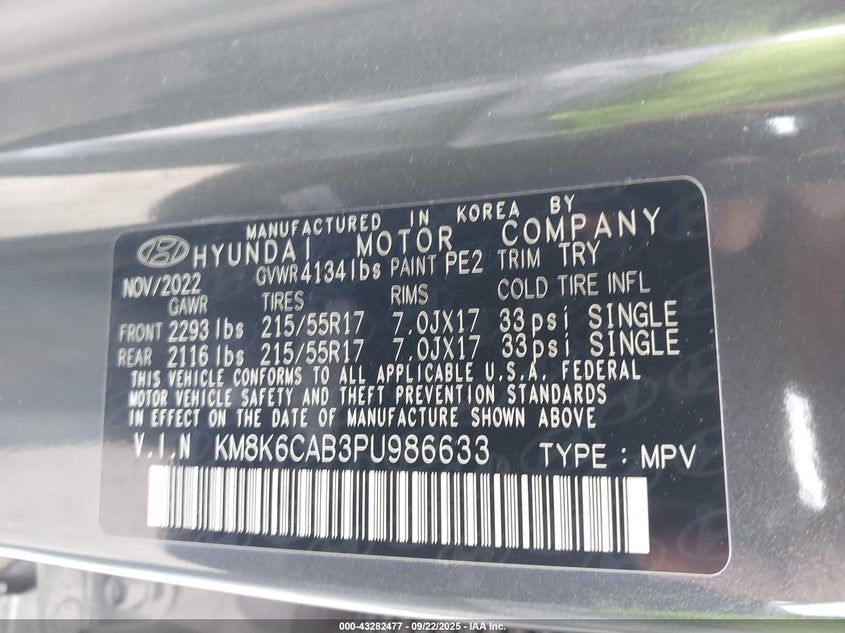 MANUFACTURED IN KOREA BY
HYUNDAI MOTOR COMPANY
NOV/2022 GVWR 4134lbs PAINT PE2 TRIM TRY
GAWR TIRES RIMS COLD TIRE INFL
FRONT 2293lbs 215/55R17 7.0JX17 33psi SINGLE
REAR 2116lbs 215/55R17 7.0JX17 33psi SINGLE
THIS VEHICLE CONFORMS TO ALL APPLICABLE U.S.A. FEDERAL
MOTOR VEHICLE SAFETY AND THEFT PREVENTION STANDARDS
IN EFFECT ON THE DATE OF MANUFACTURE SHOWN ABOVE
V.I.N KM8K6CAB3PU986633 TYPE : MPV
000-43282477 - 09/22/2025 - IAA Inc.